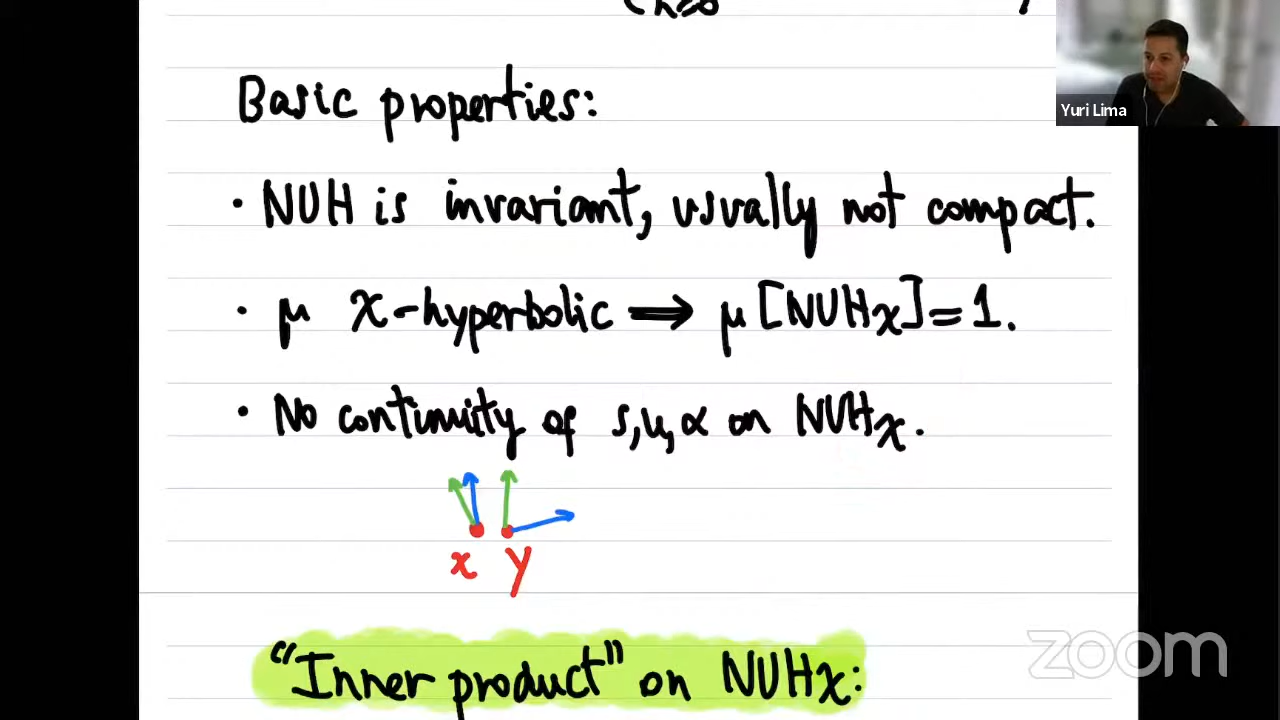 Basic properties:
Yuri Lima
• NUH is invariant, usually not compact.
• μ χ-hyperbolic ⟹ μ[NUHχ]=1.
• No continuity of s,u,α on NUHχ.
x y
"Inner product" on NUHχ:
zoom